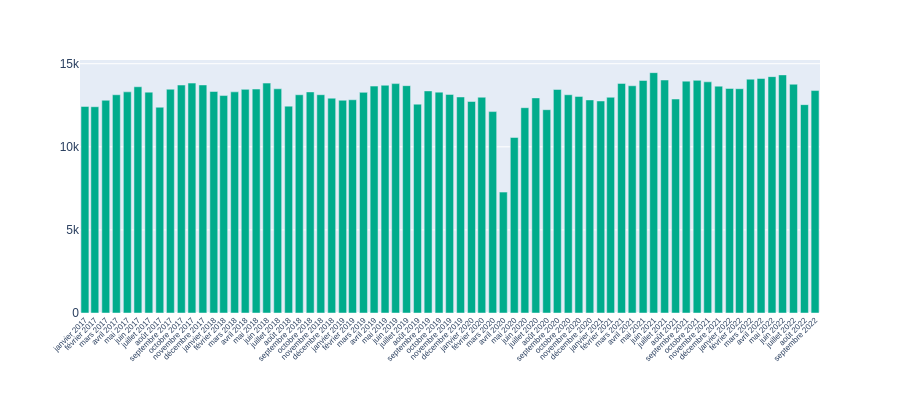 15k
10k
5k
0
janvier 2017
février 2017
mars 2017
avril 2017
mai 2017
juin 2017
juillet 2017
août 2017
septembre 2017
octobre 2017
novembre 2017
décembre 2017
janvier 2018
février 2018
mars 2018
avril 2018
mai 2018
juin 2018
juillet 2018
août 2018
septembre 2018
octobre 2018
novembre 2018
décembre 2018
janvier 2019
février 2019
mars 2019
avril 2019
mai 2019
juin 2019
juillet 2019
août 2019
septembre 2019
octobre 2019
novembre 2019
décembre 2019
janvier 2020
février 2020
mars 2020
avril 2020
mai 2020
juin 2020
juillet 2020
août 2020
septembre 2020
octobre 2020
novembre 2020
décembre 2020
janvier 2021
février 2021
mars 2021
avril 2021
mai 2021
juin 2021
juillet 2021
août 2021
septembre 2021
octobre 2021
novembre 2021
décembre 2021
janvier 2022
février 2022
mars 2022
avril 2022
mai 2022
juin 2022
juillet 2022
août 2022
septembre 2022